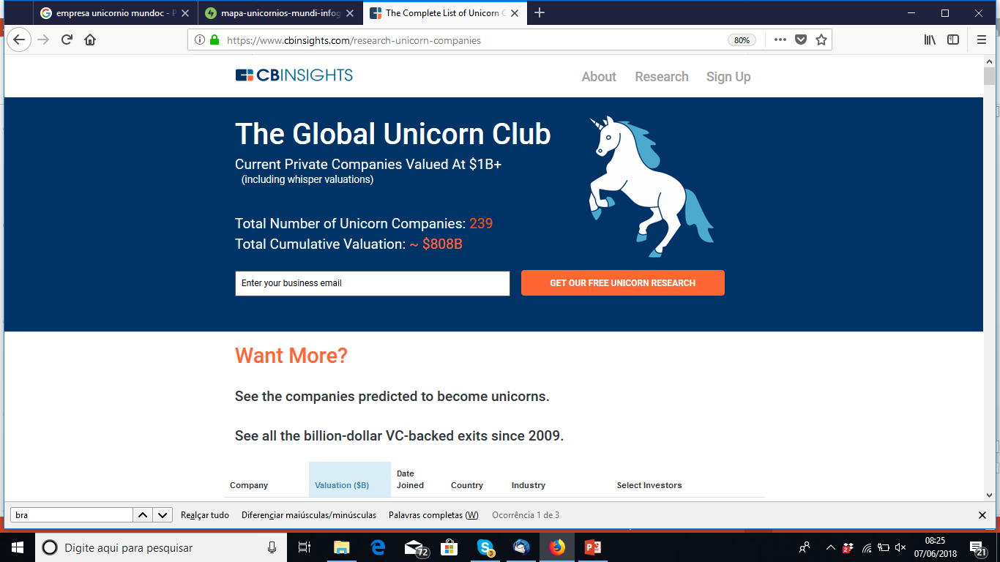 empresa unicornio mundoc - P
mapa-unicornios-mundi-infog
The Complete List of Unicorn C
https://www.cbinsights.com/research-unicorn-companies
80%
CBINSIGHTS
About Research Sign Up
The Global Unicorn Club
Current Private Companies Valued At $1B+
(including whisper valuations)
Total Number of Unicorn Companies: 239
Total Cumulative Valuation: ~ $808B
Enter your business email
GET OUR FREE UNICORN RESEARCH
Want More?
See the companies predicted to become unicorns.
See all the billion-dollar VC-backed exits since 2009.
Company Valuation ($B) Date Joined Country Industry Select Investors
bra
Realçar tudo Diferenciar maiúsculas/minúsculas Palavras completas (W) Ocorrência 1 de 3
Digite aqui para pesquisar
72
3
08:25
07/06/2018
21